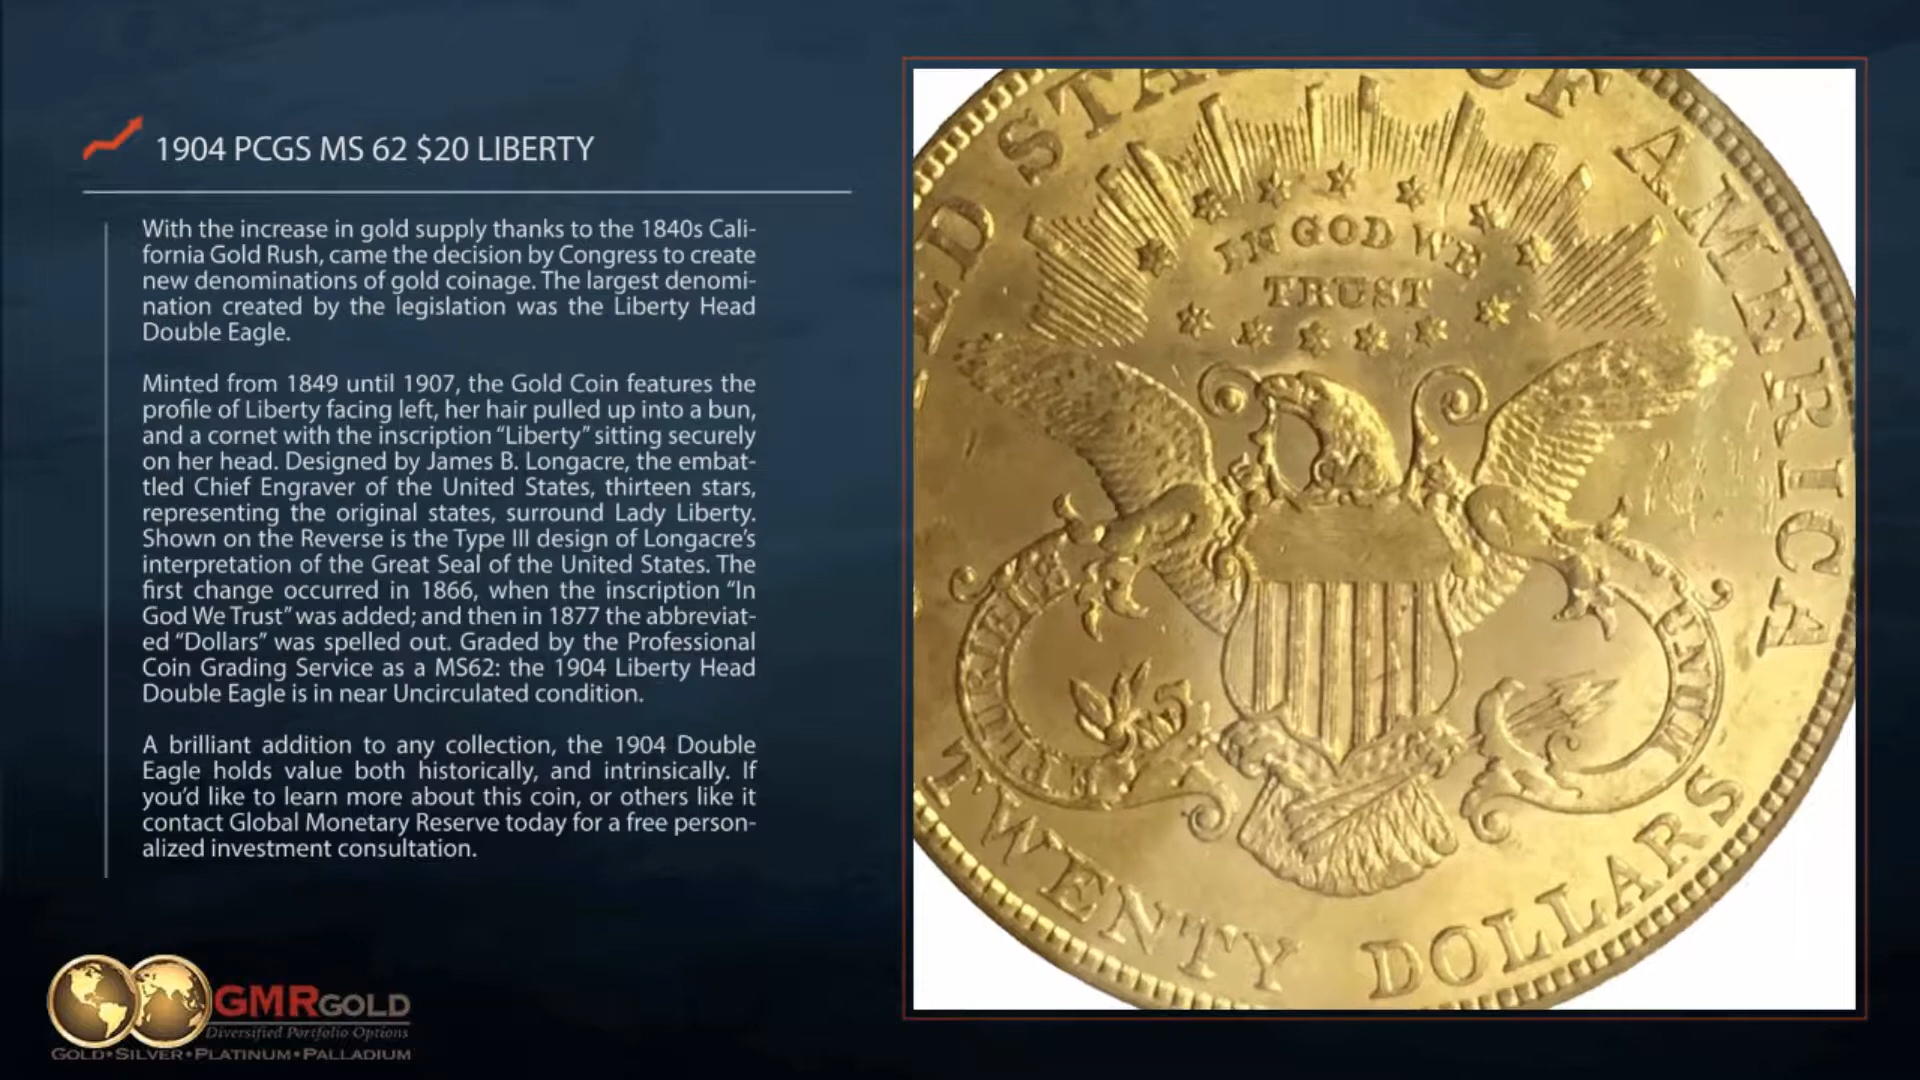 1904 PCGS MS 62 $20 LIBERTY
With the increase in gold supply thanks to the 1840s Cali-
fornia Gold Rush, came the decision by Congress to create
new denominations of gold coinage. The largest denomi-
nation created by the legislation was the Liberty Head
Double Eagle.
Minted from 1849 until 1907, the Gold Coin features the
profile of Liberty facing left, her hair pulled up into a bun,
and a cornet with the inscription “Liberty” sitting securely
on her head. Designed by James B. Longacre, the embat-
tled Chief Engraver of the United States, thirteen stars,
representing the original states, surround Lady Liberty.
Shown on the Reverse is the Type III design of Longacre’s
interpretation of the Great Seal of the United States. The
first change occurred in 1866, when the inscription “In
God We Trust” was added; and then in 1877 the abbreviat-
ed “Dollars” was spelled out. Graded by the Professional
Coin Grading Service as a MS62: the 1904 Liberty Head
Double Eagle is in near Uncirculated condition.
A brilliant addition to any collection, the 1904 Double
Eagle holds value both historically, and intrinsically. If
you’d like to learn more about this coin, or others like it
contact Global Monetary Reserve today for a free person-
alized investment consultation.
GMRGOLD
Diversified Portfolio Options
GOLD•SILVER•PLATINUM•PALLADIUM
ED STA OF AMERICA
IN GOD WE
TRUST
E PLURIBUS UNUM
TWENTY DOLLARS